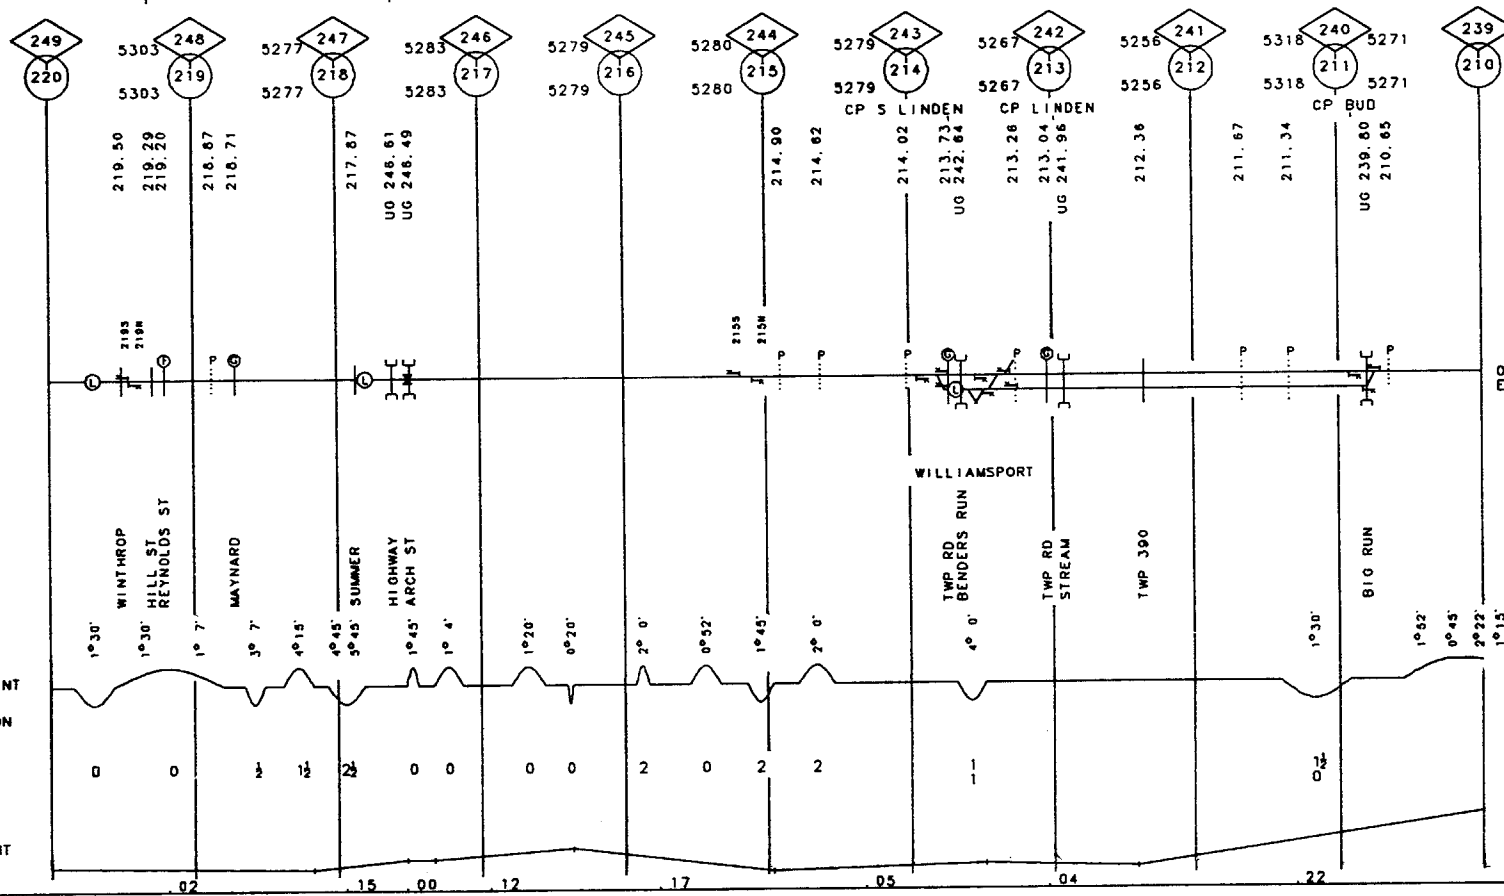 249 248 247 246 245 244 243 242 241 240 239
5303 5277 5283 5279 5280 5279 5267 5256 5318 5271
220 219 218 217 216 215 214 213 212 211 210
5303 5277 5283 5279 5280 5279 5267 5256 5318 5271
CP S LINDEN CP LINDEN CP BUD
219.50
219.29
219.20
218.87
218.71
217.87
UG 246.61
UG 246.49
214.90
214.62
214.02
213.73
UG 242.64
213.26
213.04
UG 241.96
212.36
211.67
211.34
UG 239.80
210.65
219S
219N
215S
215N
L F P G L P P P G L P G P P P
WILLIAMSPORT
WINTHROP
HILL ST
REYNOLDS ST
MAYNARD
SUMMER
HIGHWAY
ARCH ST
TWP RD
BENDERS RUN
TWP RD
STREAM
TWP 390
BIG RUN
1°30'
1°30'
1° 7'
3° 7'
4°15'
4°45'
5°45'
1°45'
1° 4'
1°20'
0°20'
2° 0'
0°52'
1°45'
2° 0'
4° 0'
1°30'
1°52'
0°45'
2°22'
1°15'
NT
ON
0 0 ½ 1½ 2½ 0 0 0 0 2 0 2 2 1 1½
1 0
.02 .15 .00 .12 .17 .05 .04 .22